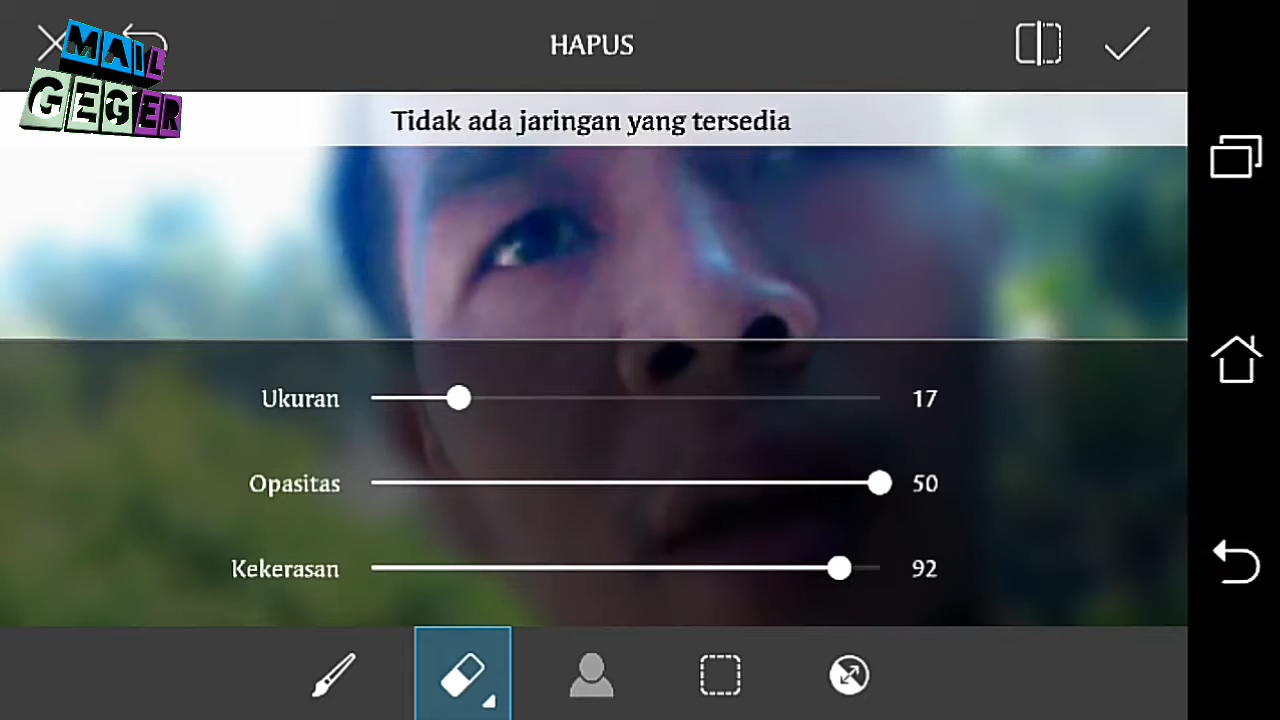 MAIL
GEGER
HAPUS
Tidak ada jaringan yang tersedia
Ukuran 17
Opasitas 50
Kekerasan 92